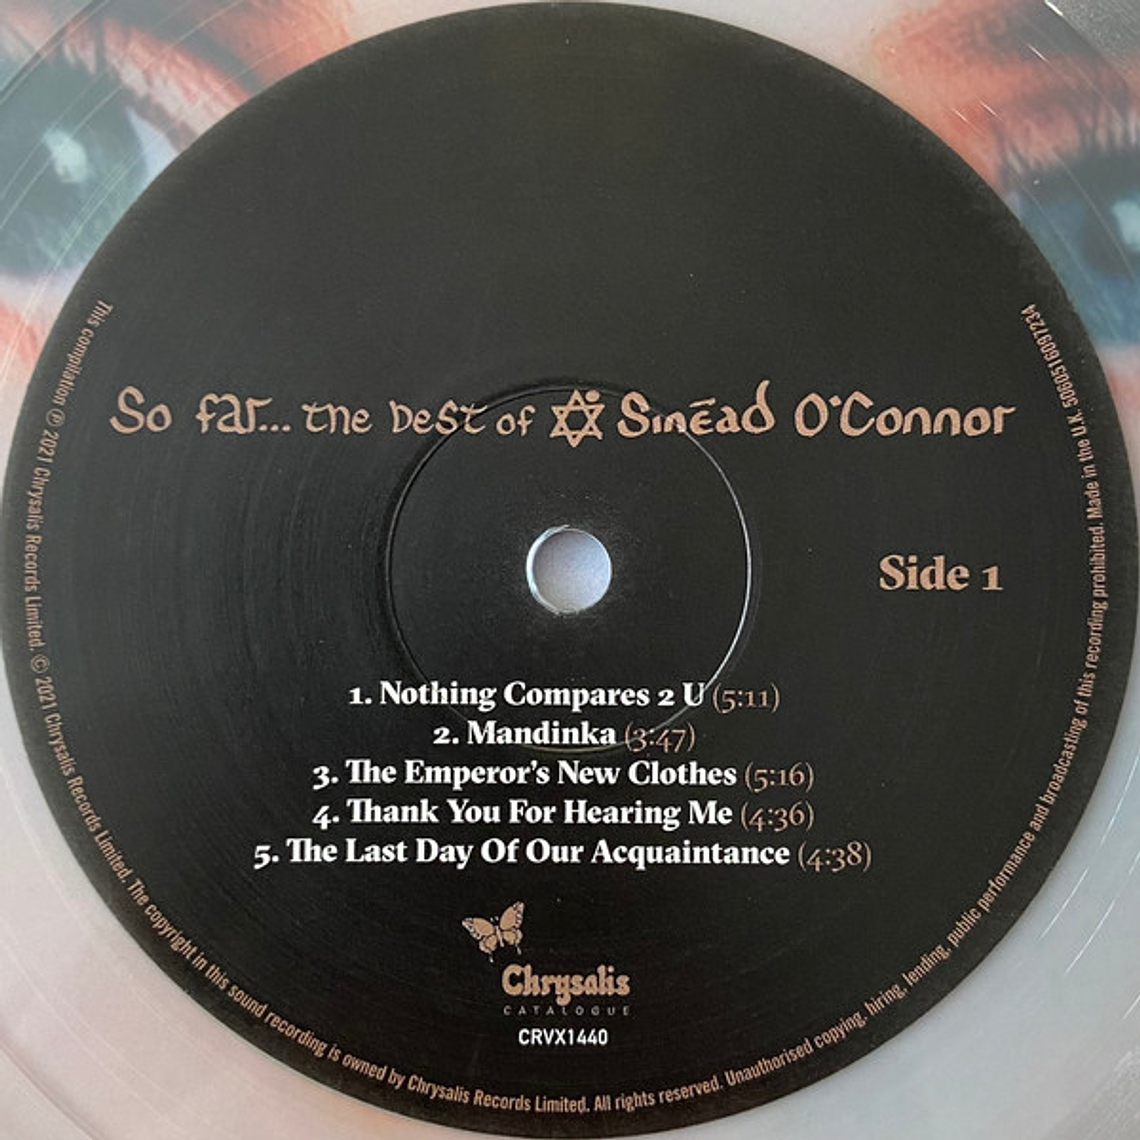 So far... the best of Sinēad O'Connor
Side 1
1. Nothing Compares 2 U (5:11)
2. Mandinka (3:47)
3. The Emperor's New Clothes (5:16)
4. Thank You For Hearing Me (4:36)
5. The Last Day Of Our Acquaintance (4:38)
Chrysalis
CATALOGUE
CRVX1440
This compilation ℗ 2021 Chrysalis Records Limited. © 2021 Chrysalis Records Limited. The copyright in this sound recording is owned by Chrysalis Records Limited. All rights reserved. Unauthorised copying, hiring, lending, public performance and broadcasting of this recording prohibited. Made in the U.K. 5060516097234